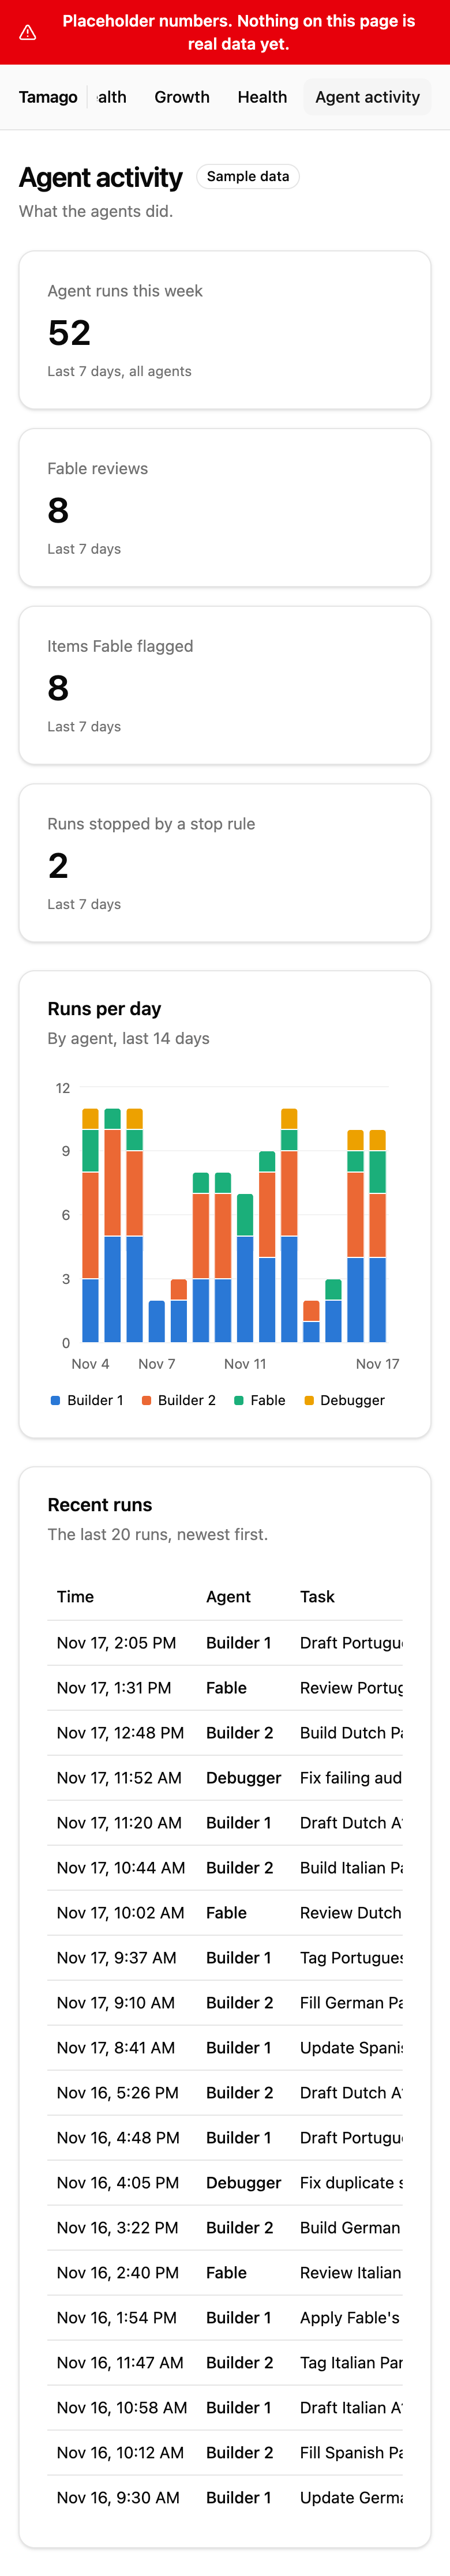 Placeholder numbers. Nothing on this page is
real data yet.
Tamago
Growth
Health
Agent activity
Agent activity
Sample data
What the agents did.
Agent runs this week
52
Last 7 days, all agents
Fable reviews
8
Last 7 days
Items Fable flagged
8
Last 7 days
Runs stopped by a stop rule
2
Last 7 days
Runs per day
By agent, last 14 days
12
9
6
3
0
Nov 4 Nov 7 Nov 11 Nov 17
Builder 1 Builder 2 Fable Debugger
Recent runs
The last 20 runs, newest first.
Time Agent Task
Nov 17, 2:05 PM Builder 1 Draft
Nov 17, 1:31 PM Fable Review
Nov 17, 12:48 PM Builder 2 Build Dutch
Nov 17, 11:52 AM Debugger Fix failing
Nov 17, 11:20 AM Builder 1 Draft Dutch
Nov 17, 10:44 AM Builder 2 Build Italian
Nov 17, 10:02 AM Fable Review Dutch
Nov 17, 9:37 AM Builder 1 Tag
Nov 17, 9:10 AM Builder 2 Fill German
Nov 17, 8:41 AM Builder 1 Update
Nov 16, 5:26 PM Builder 2 Draft Dutch
Nov 16, 4:48 PM Builder 1 Draft
Nov 16, 4:05 PM Debugger Fix duplicate
Nov 16, 3:22 PM Builder 2 Build German
Nov 16, 2:40 PM Fable Review Italian
Nov 16, 1:54 PM Builder 1 Apply Fable's
Nov 16, 11:47 AM Builder 2 Tag Italian
Nov 16, 10:58 AM Builder 1 Draft Italian
Nov 16, 10:12 AM Builder 2 Fill Spanish
Nov 16, 9:30 AM Builder 1 Update